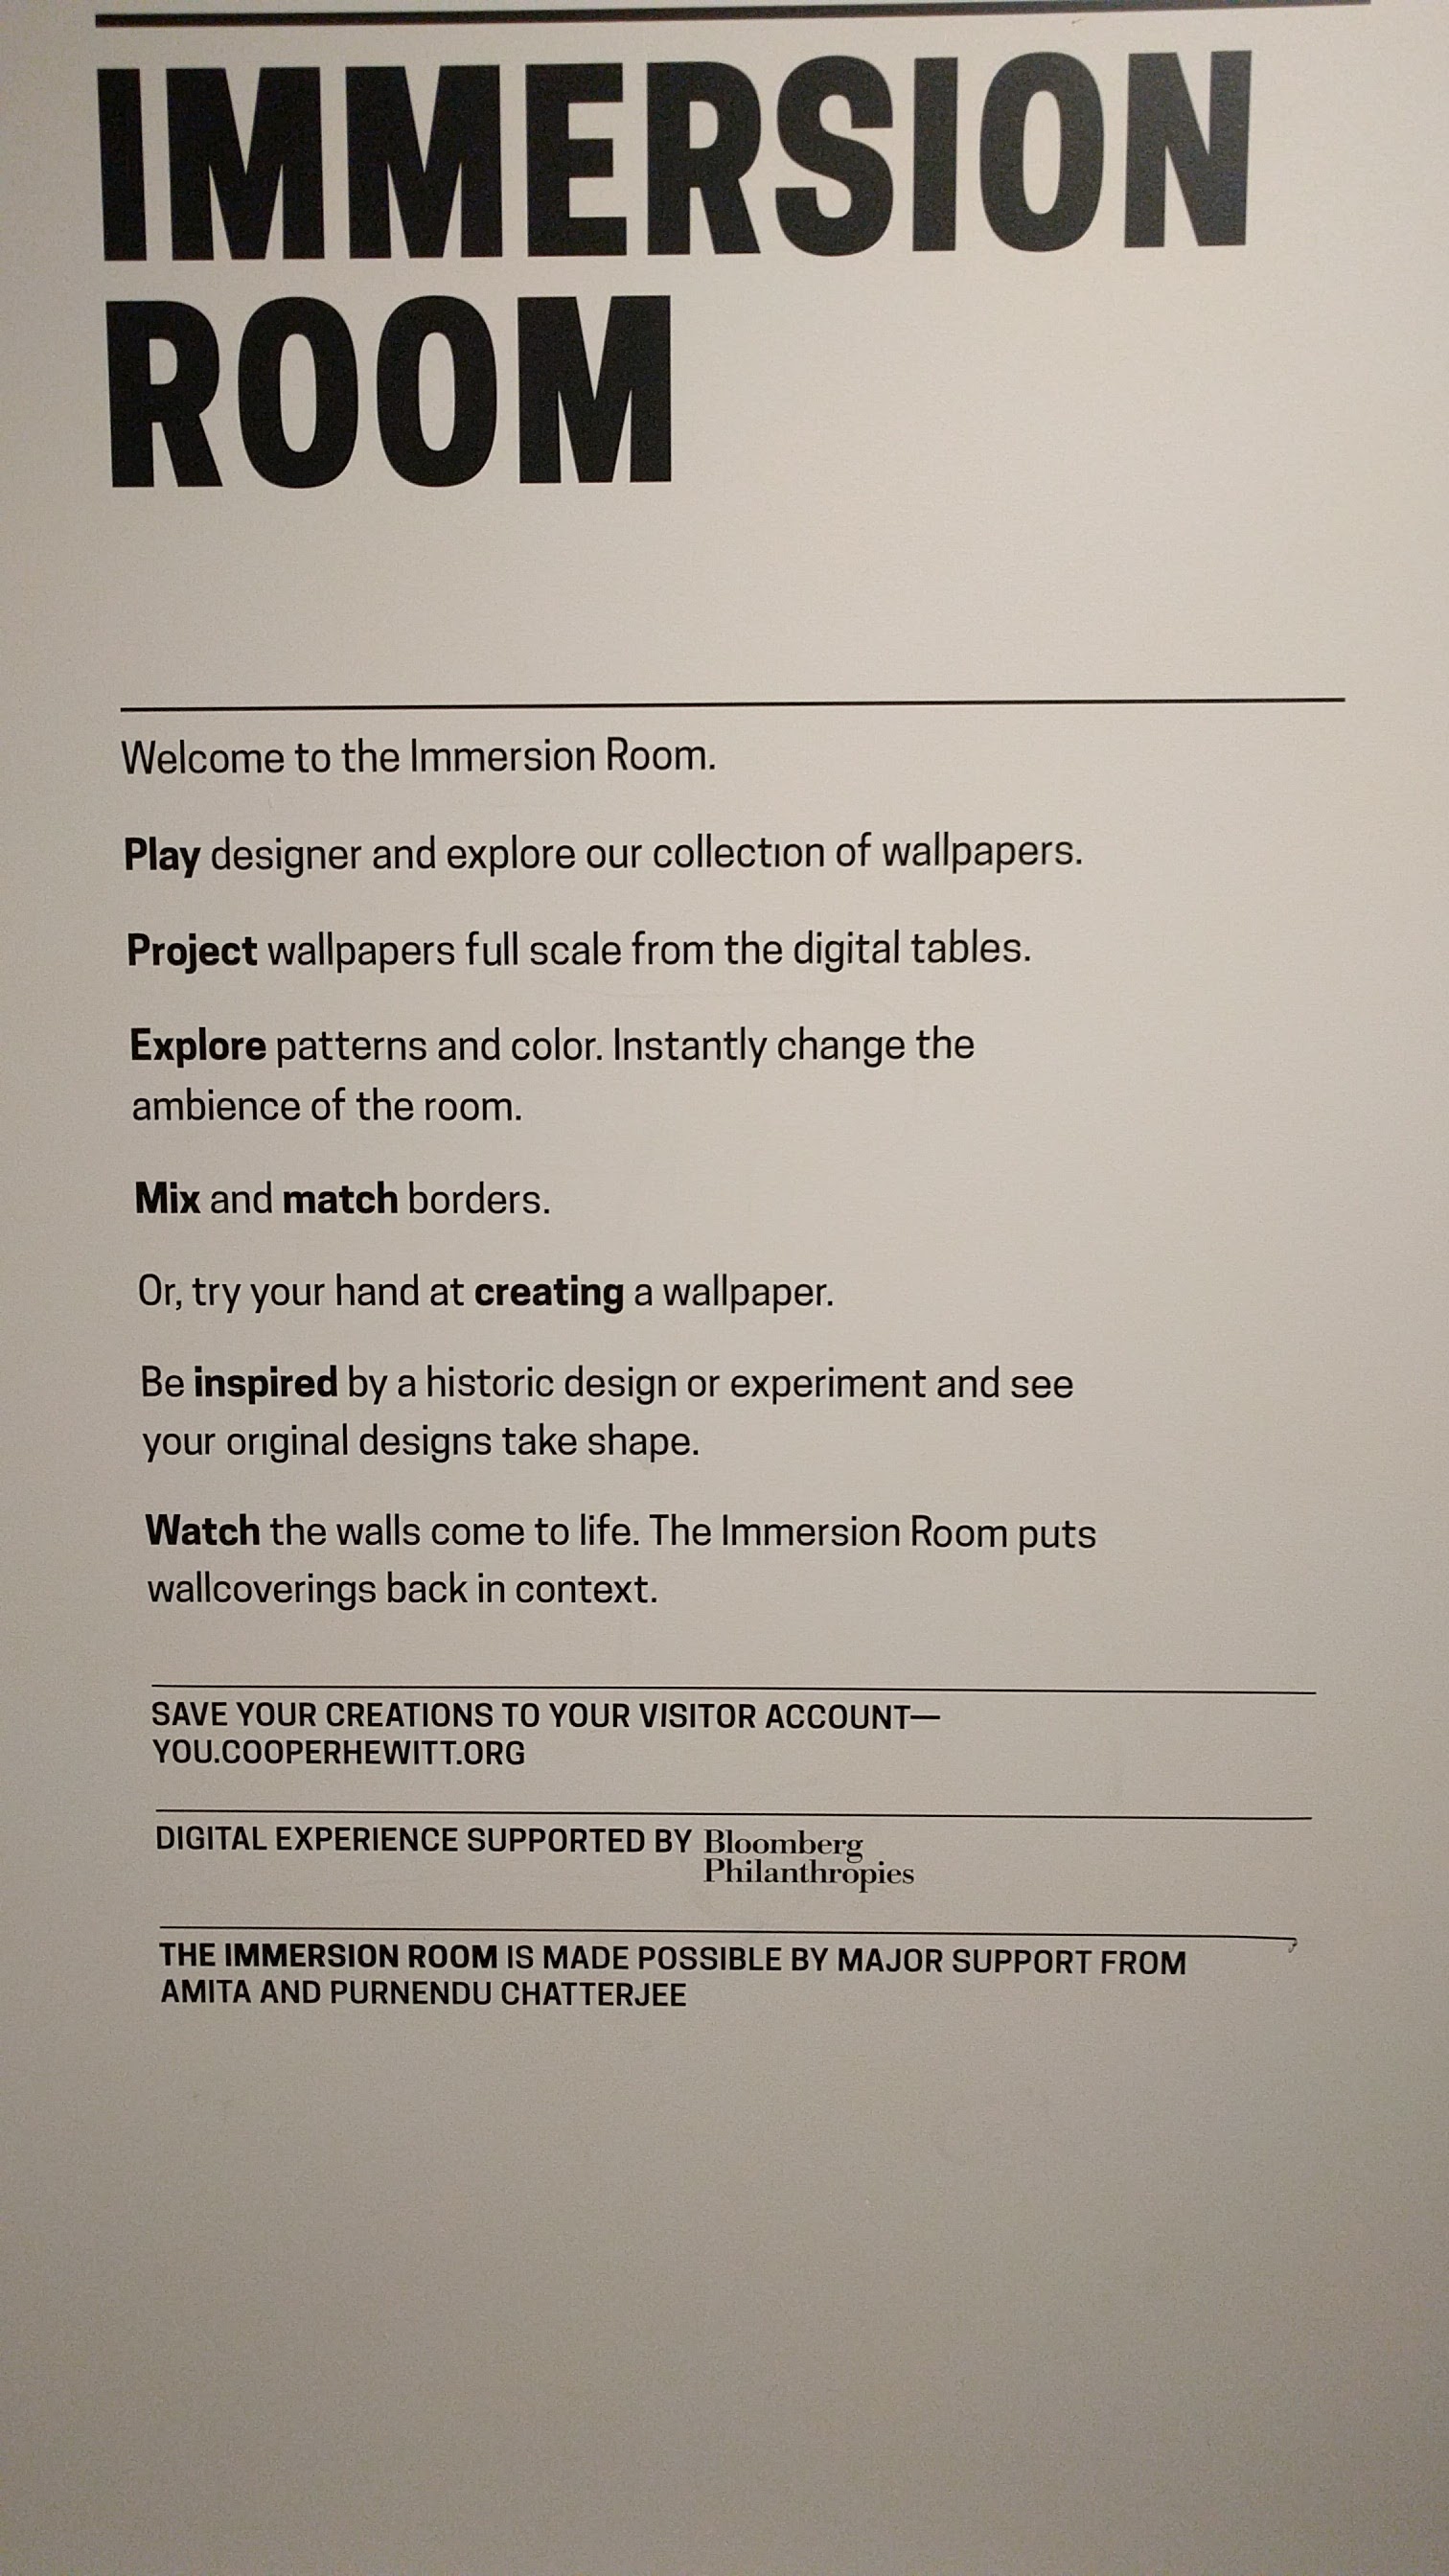 IMMERSION
ROOM
Welcome to the Immersion Room.
Play designer and explore our collection of wallpapers.
Project wallpapers full scale from the digital tables.
Explore patterns and color. Instantly change the
ambience of the room.
Mix and match borders.
Or, try your hand at creating a wallpaper.
Be inspired by a historic design or experiment and see
your original designs take shape.
Watch the walls come to life. The Immersion Room puts
wallcoverings back in context.
SAVE YOUR CREATIONS TO YOUR VISITOR ACCOUNT—
YOU.COOPERHEWITT.ORG
DIGITAL EXPERIENCE SUPPORTED BY Bloomberg
Philanthropies
THE IMMERSION ROOM IS MADE POSSIBLE BY MAJOR SUPPORT FROM
AMITA AND PURNENDU CHATTERJEE